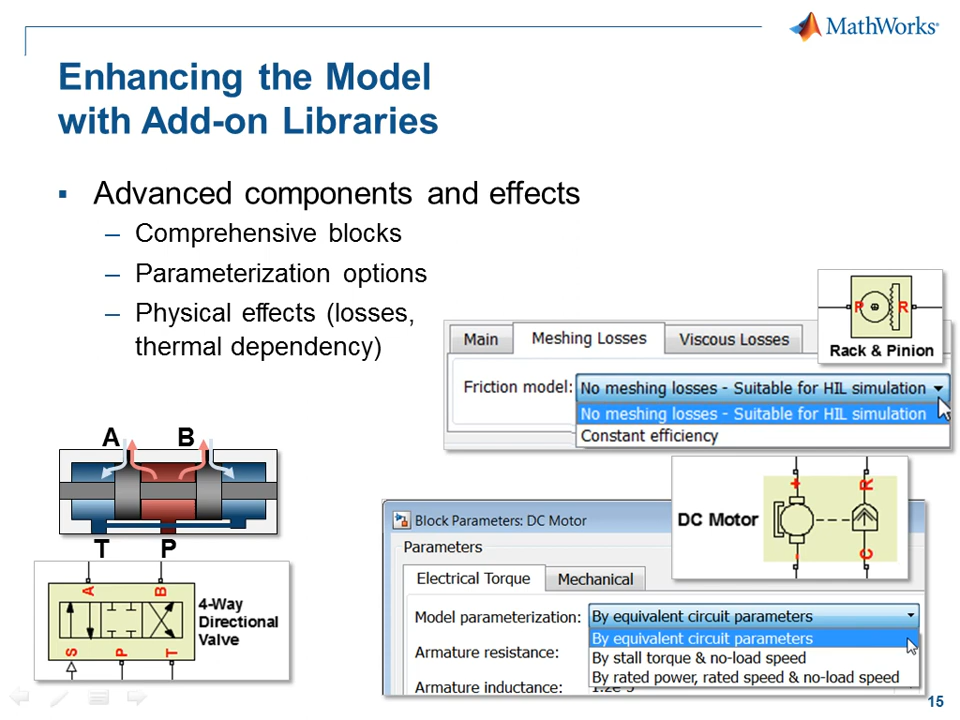 MathWorks®
Enhancing the Model
with Add-on Libraries
▪ Advanced components and effects
– Comprehensive blocks
– Parameterization options
– Physical effects (losses,
thermal dependency)
P R
Rack & Pinion
Main Meshing Losses Viscous Losses
Friction model: No meshing losses - Suitable for HIL simulation
No meshing losses - Suitable for HIL simulation
Constant efficiency
A B
T P
A B
4-Way
Directional
Valve
S P T
+ R
DC Motor
- C
Block Parameters: DC Motor
Parameters
Electrical Torque Mechanical
Model parameterization: By equivalent circuit parameters
By equivalent circuit parameters
Armature resistance: By stall torque & no-load speed
By rated power, rated speed & no-load speed
Armature inductance:
15